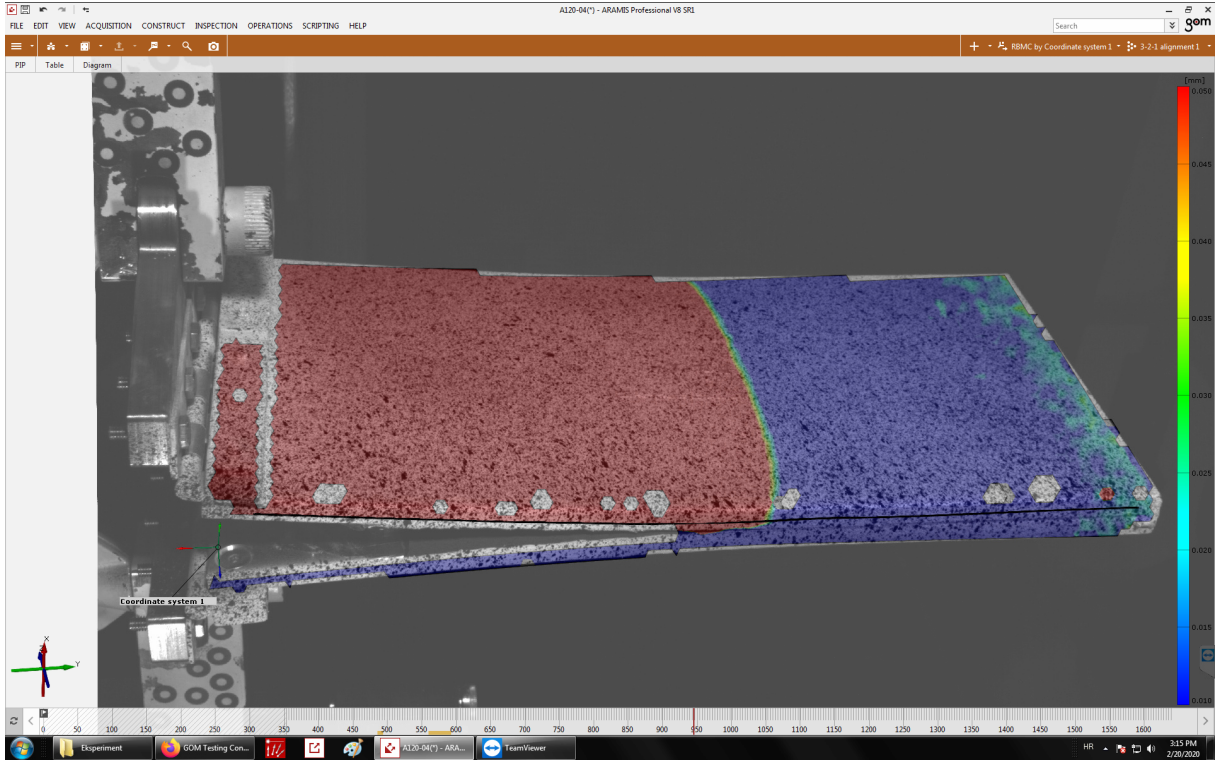 A120-04(*) - ARAMIS Professional V8 SR1
FILE EDIT VIEW ACQUISITION CONSTRUCT INSPECTION OPERATIONS SCRIPTING HELP
Search
gom
RBMC by Coordinate system 1
3-2-1 alignment 1
PIP Table Diagram
[mm]
0.050
0.045
0.040
0.035
0.030
0.025
0.020
0.015
0.010
Coordinate system 1
X
Z
Y
0 50 100 150 200 250 300 350 400 450 500 550 600 650 700 750 800 850 900 950 1000 1050 1100 1150 1200 1250 1300 1350 1400 1450 1500 1550 1600
Eksperiment
GOM Testing Con...
A120-04(*) - ARA...
TeamViewer
HR
3:15 PM
2/20/2020